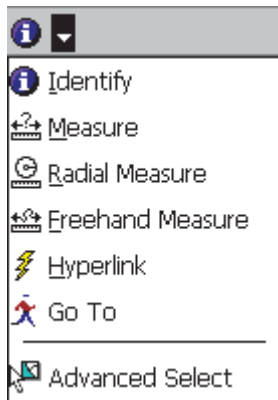 Identify
Measure
Radial Measure
Freehand Measure
Hyperlink
Go To
Advanced Select